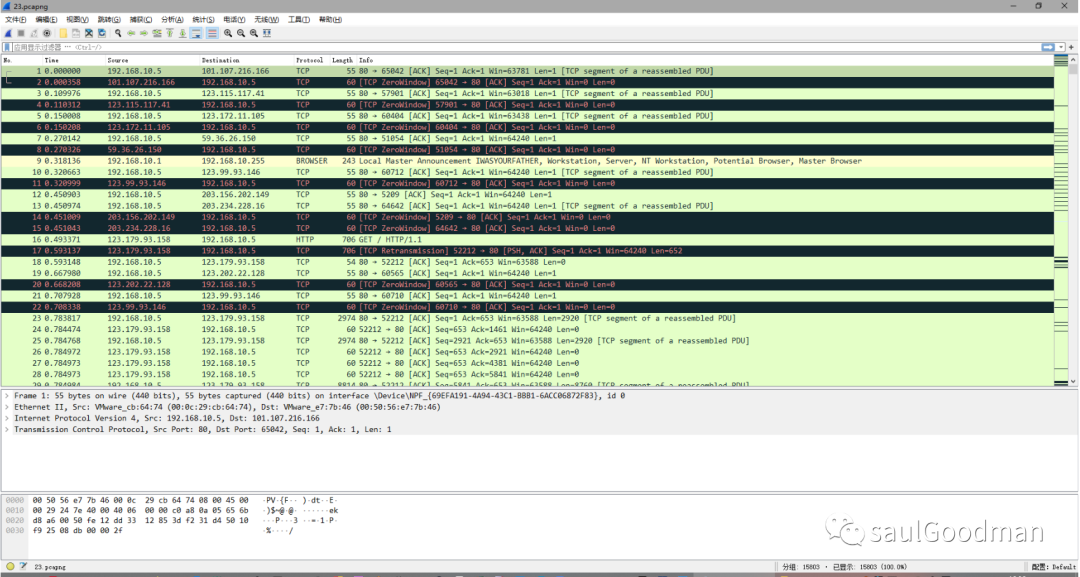 23.pcapng
文件(F) 编辑(E) 视图(V) 跳转(G) 捕获(C) 分析(A) 统计(S) 电话(Y) 无线(W) 工具(T) 帮助(H)
应用显示过滤器 … <Ctrl-/>
No. Time Source Destination Protocol Length Info
1 0.000000 192.168.10.5 101.107.216.166 TCP 55 80 → 65042 [ACK] Seq=1 Ack=1 Win=63781 Len=1 [TCP segment of a reassembled PDU]
2 0.000358 101.107.216.166 192.168.10.5 TCP 60 [TCP ZeroWindow] 65042 → 80 [ACK] Seq=1 Ack=1 Win=0 Len=0
3 0.109976 192.168.10.5 123.115.117.41 TCP 55 80 → 57901 [ACK] Seq=1 Ack=1 Win=63018 Len=1 [TCP segment of a reassembled PDU]
4 0.110312 123.115.117.41 192.168.10.5 TCP 60 [TCP ZeroWindow] 57901 → 80 [ACK] Seq=1 Ack=1 Win=0 Len=0
5 0.150008 192.168.10.5 123.172.11.105 TCP 55 80 → 60404 [ACK] Seq=1 Ack=1 Win=63438 Len=1 [TCP segment of a reassembled PDU]
6 0.150208 123.172.11.105 192.168.10.5 TCP 60 [TCP ZeroWindow] 60404 → 80 [ACK] Seq=1 Ack=1 Win=0 Len=0
7 0.270142 192.168.10.5 59.36.26.150 TCP 55 80 → 51054 [ACK] Seq=1 Ack=1 Win=64240 Len=1
8 0.270326 59.36.26.150 192.168.10.5 TCP 60 [TCP ZeroWindow] 51054 → 80 [ACK] Seq=1 Ack=1 Win=0 Len=0
9 0.318136 192.168.10.1 192.168.10.255 BROWSER 243 Local Master Announcement IWASYOURFATHER, Workstation, Server, NT Workstation, Potential Browser, Master Browser
10 0.320663 192.168.10.5 123.99.93.146 TCP 55 80 → 60712 [ACK] Seq=1 Ack=1 Win=64240 Len=1 [TCP segment of a reassembled PDU]
11 0.320999 123.99.93.146 192.168.10.5 TCP 60 [TCP ZeroWindow] 60712 → 80 [ACK] Seq=1 Ack=1 Win=0 Len=0
12 0.450903 192.168.10.5 203.156.202.149 TCP 55 80 → 5209 [ACK] Seq=1 Ack=1 Win=64240 Len=1
13 0.450974 192.168.10.5 203.234.228.16 TCP 55 80 → 64642 [ACK] Seq=1 Ack=1 Win=64240 Len=1 [TCP segment of a reassembled PDU]
14 0.451009 203.156.202.149 192.168.10.5 TCP 60 [TCP ZeroWindow] 5209 → 80 [ACK] Seq=1 Ack=1 Win=0 Len=0
15 0.451043 203.234.228.16 192.168.10.5 TCP 60 [TCP ZeroWindow] 64642 → 80 [ACK] Seq=1 Ack=1 Win=0 Len=0
16 0.493371 123.179.93.158 192.168.10.5 HTTP 706 GET / HTTP/1.1
17 0.593137 123.179.93.158 192.168.10.5 TCP 706 [TCP Retransmission] 52212 → 80 [PSH, ACK] Seq=1 Ack=1 Win=64240 Len=652
18 0.593148 192.168.10.5 123.179.93.158 TCP 54 80 → 52212 [ACK] Seq=1 Ack=653 Win=63588 Len=0
19 0.667980 192.168.10.5 123.202.22.128 TCP 55 80 → 60565 [ACK] Seq=1 Ack=1 Win=64240 Len=1
20 0.668108 123.202.22.128 192.168.10.5 TCP 60 [TCP ZeroWindow] 60565 → 80 [ACK] Seq=1 Ack=1 Win=0 Len=0
21 0.707928 192.168.10.5 123.99.93.146 TCP 55 80 → 60710 [ACK] Seq=1 Ack=1 Win=64240 Len=1
22 0.708338 123.99.93.146 192.168.10.5 TCP 60 [TCP ZeroWindow] 60710 → 80 [ACK] Seq=1 Ack=1 Win=0 Len=0
23 0.783817 192.168.10.5 123.179.93.158 TCP 2974 80 → 52212 [ACK] Seq=1 Ack=653 Win=63588 Len=2920 [TCP segment of a reassembled PDU]
24 0.784474 123.179.93.158 192.168.10.5 TCP 60 52212 → 80 [ACK] Seq=653 Ack=1461 Win=64240 Len=0
25 0.784768 192.168.10.5 123.179.93.158 TCP 2974 80 → 52212 [ACK] Seq=2921 Ack=653 Win=63588 Len=2920 [TCP segment of a reassembled PDU]
26 0.784972 123.179.93.158 192.168.10.5 TCP 60 52212 → 80 [ACK] Seq=653 Ack=2921 Win=64240 Len=0
27 0.784973 123.179.93.158 192.168.10.5 TCP 60 52212 → 80 [ACK] Seq=653 Ack=4381 Win=64240 Len=0
28 0.784973 123.179.93.158 192.168.10.5 TCP 60 52212 → 80 [ACK] Seq=653 Ack=5841 Win=64240 Len=0
29 0.784984 192.168.10.5 123.179.93.158 TCP 8814 80 → 52212 [ACK] Seq=5841 Ack=653 Win=63588 Len=8760 [TCP segment of a reassembled PDU]
Frame 1: 55 bytes on wire (440 bits), 55 bytes captured (440 bits) on interface \Device\NPF_{69EFA191-4A94-43C1-BBB1-6ACC06872F83}, id 0
Ethernet II, Src: VMware_cb:64:74 (00:0c:29:cb:64:74), Dst: VMware_e7:7b:46 (00:50:56:e7:7b:46)
Internet Protocol Version 4, Src: 192.168.10.5, Dst: 101.107.216.166
Transmission Control Protocol, Src Port: 80, Dst Port: 65042, Seq: 1, Ack: 1, Len: 1
0000 00 50 56 e7 7b 46 00 0c 29 cb 64 74 08 00 45 00 ·PV·{F·· )·dt··E·
0010 00 29 24 7e 40 00 40 06 00 00 c0 a8 0a 05 65 6b ·)$~@·@· ······ek
0020 d8 a6 00 50 fe 12 dd 33 12 85 3d f2 31 d4 50 10 ···P···3 ··=·1·P·
0030 f9 25 08 db 00 00 2f ·%····/
saulGoodman
23.pcapng 分组: 15803 · 已显示: 15803 (100.0%) 配置: Default